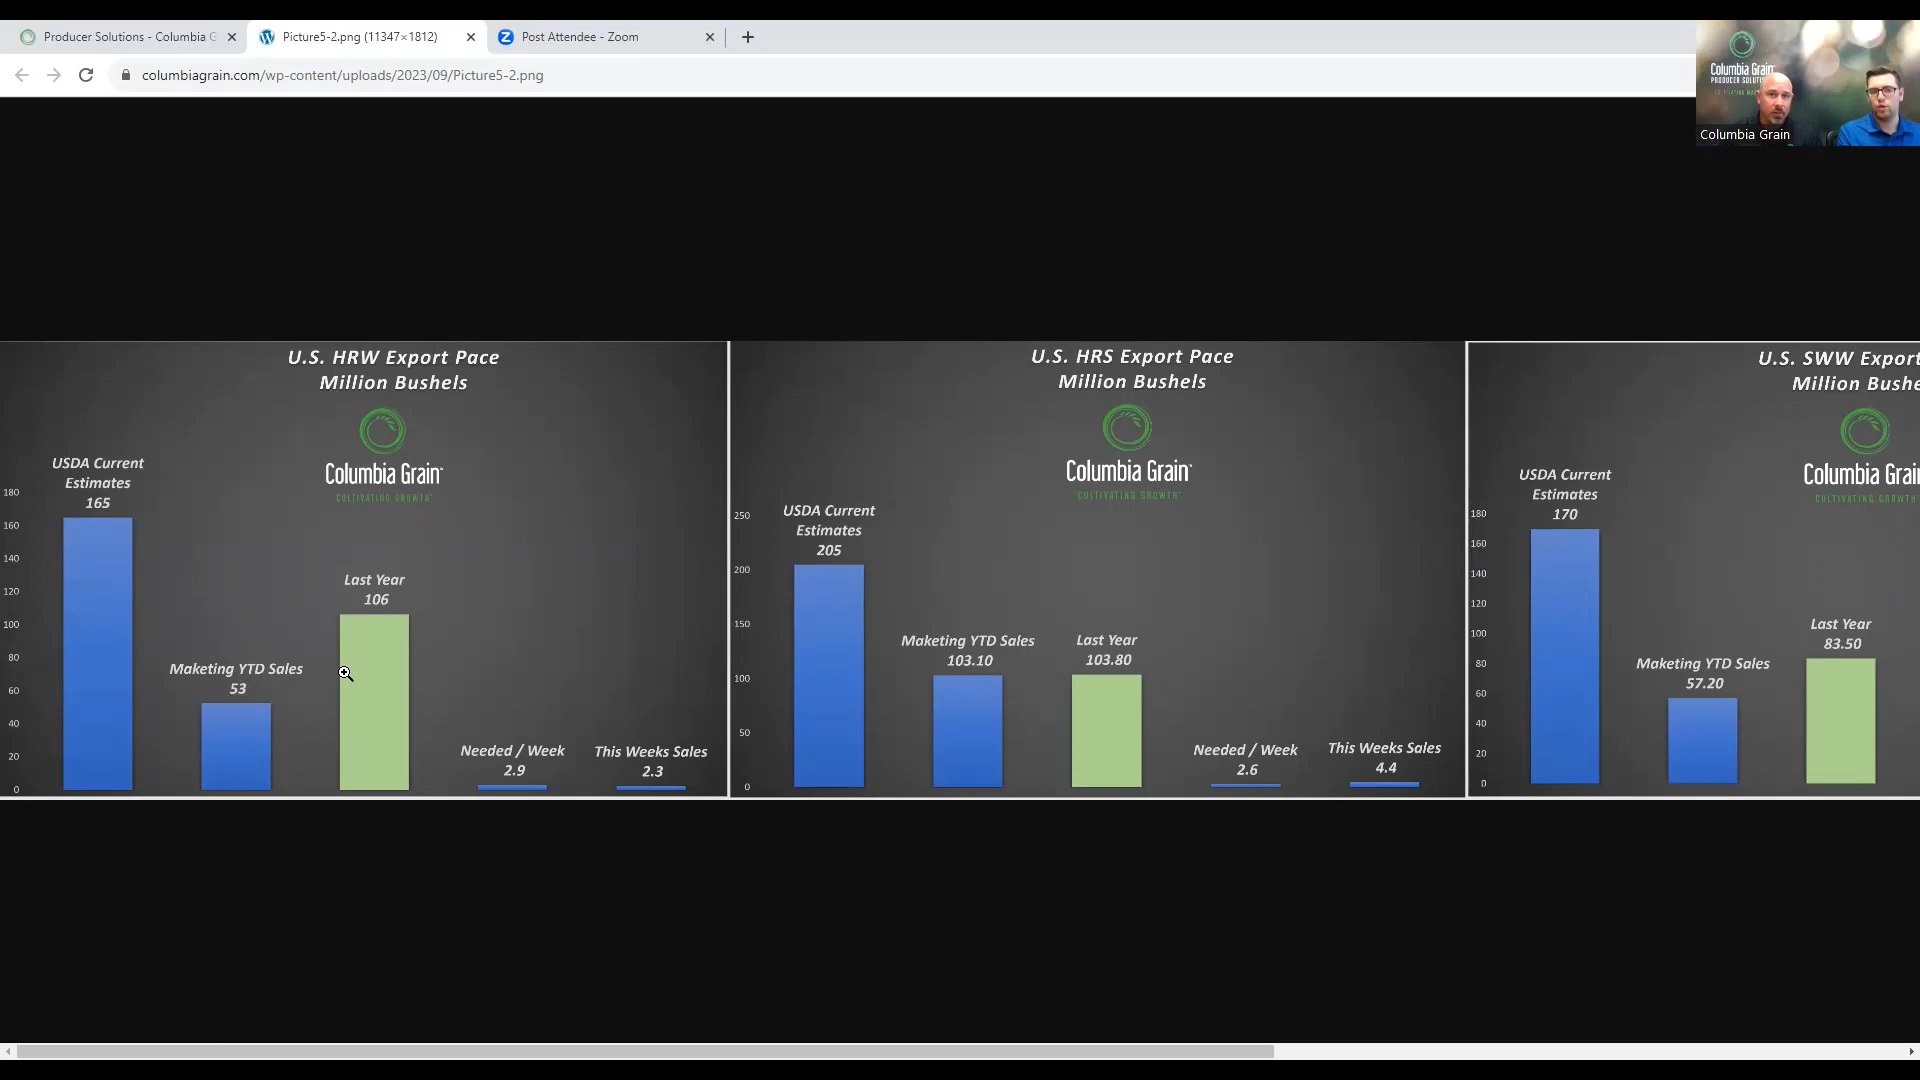 Producer Solutions - Columbia G
Picture5-2.png (11347×1812)
Post Attendee - Zoom
columbiagrain.com/wp-content/uploads/2023/09/Picture5-2.png
Columbia Grain
PRODUCER
Columbia Grain
U.S. HRW Export Pace
Million Bushels
Columbia Grain
CULTIVATING GROWTH
USDA Current
Estimates
165
Maketing YTD Sales
53
Last Year
106
Needed / Week
2.9
This Weeks Sales
2.3
180
160
140
120
100
80
60
40
20
0
U.S. HRS Export Pace
Million Bushels
Columbia Grain
CULTIVATING GROWTH
USDA Current
Estimates
205
Maketing YTD Sales
103.10
Last Year
103.80
Needed / Week
2.6
This Weeks Sales
4.4
250
200
150
100
50
0
U.S. SWW Export
Million Bushe
Columbia Grai
CULTIVATING GROWTH
USDA Current
Estimates
170
Maketing YTD Sales
57.20
Last Year
83.50
180
160
140
120
100
80
60
40
20
0